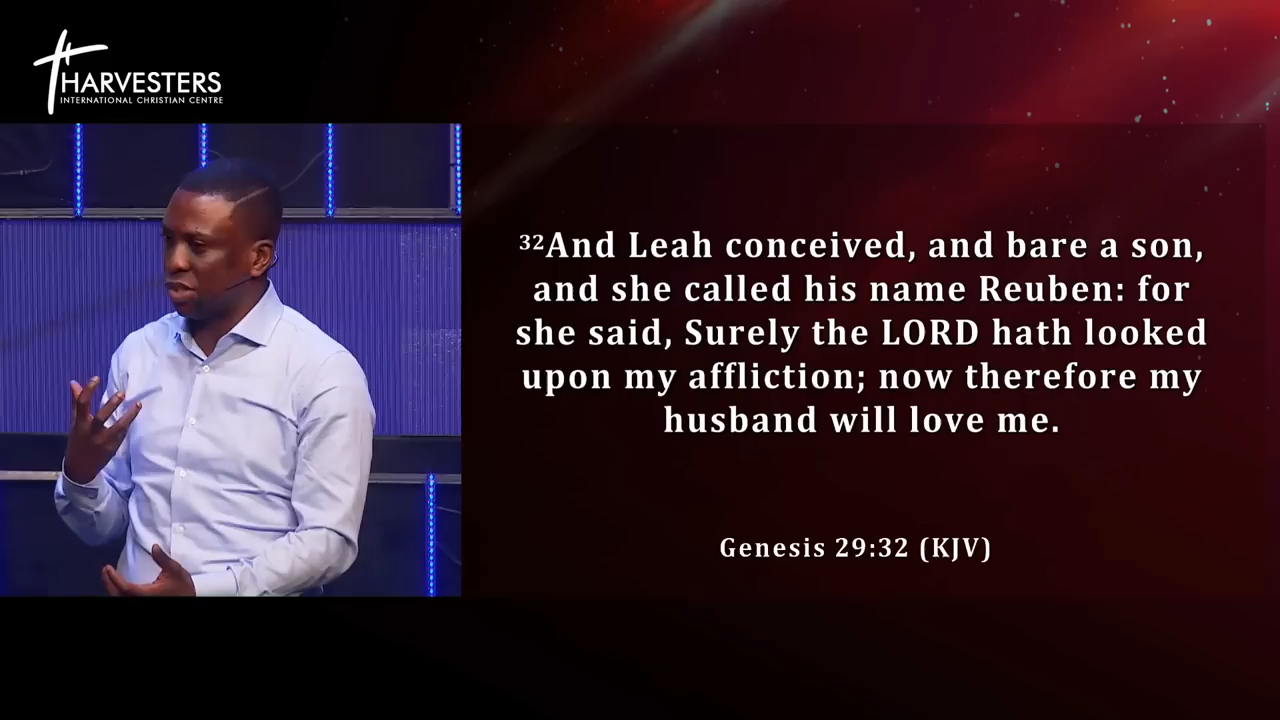 HARVESTERS
INTERNATIONAL CHRISTIAN CENTRE
³²And Leah conceived, and bare a son,
and she called his name Reuben: for
she said, Surely the LORD hath looked
upon my affliction; now therefore my
husband will love me.
Genesis 29:32 (KJV)